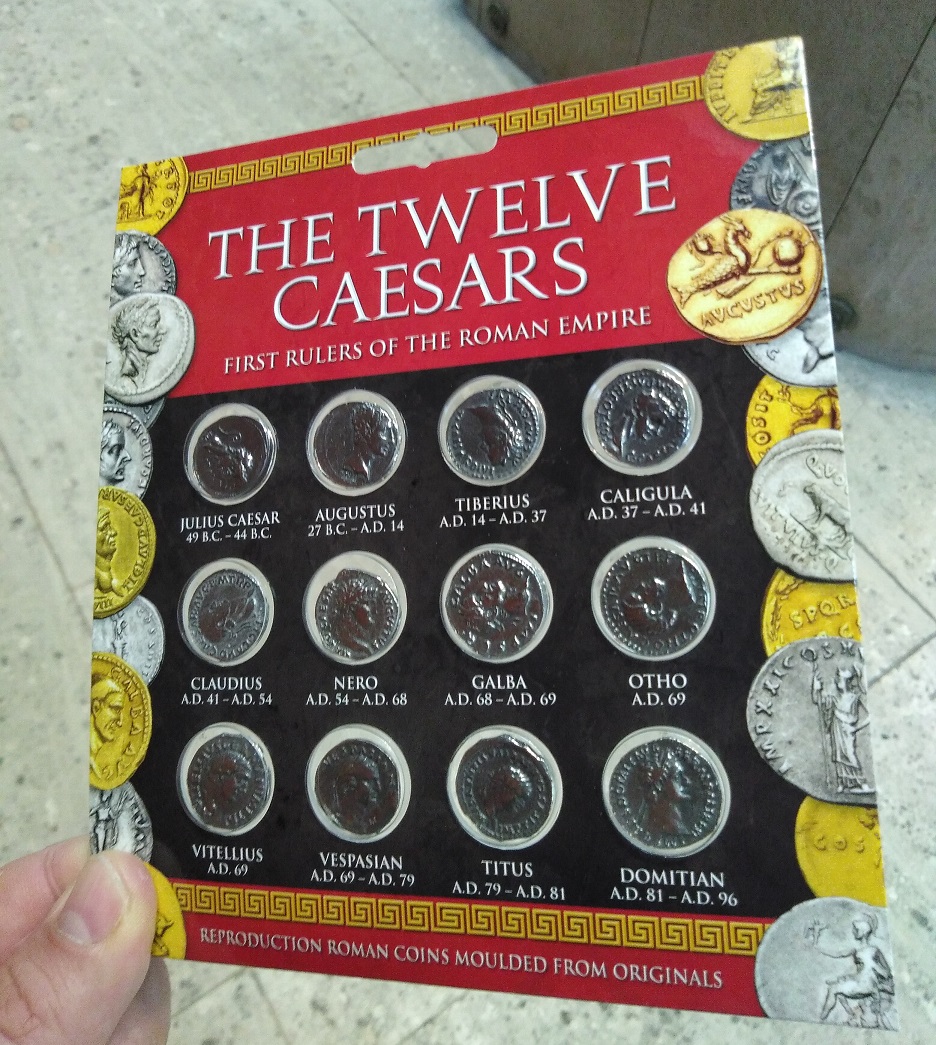 THE TWELVE
CAESARS
FIRST RULERS OF THE ROMAN EMPIRE
AUGUSTUS
JULIUS CAESAR
49 B.C. – 44 B.C.
AUGUSTUS
27 B.C. – A.D. 14
TIBERIUS
A.D. 14 – A.D. 37
CALIGULA
A.D. 37 – A.D. 41
CLAUDIUS
A.D. 41 – A.D. 54
NERO
A.D. 54 – A.D. 68
GALBA
A.D. 68 – A.D. 69
OTHO
A.D. 69
VITELLIUS
A.D. 69
VESPASIAN
A.D. 69 – A.D. 79
TITUS
A.D. 79 – A.D. 81
DOMITIAN
A.D. 81 – A.D. 96
REPRODUCTION ROMAN COINS MOULDED FROM ORIGINALS